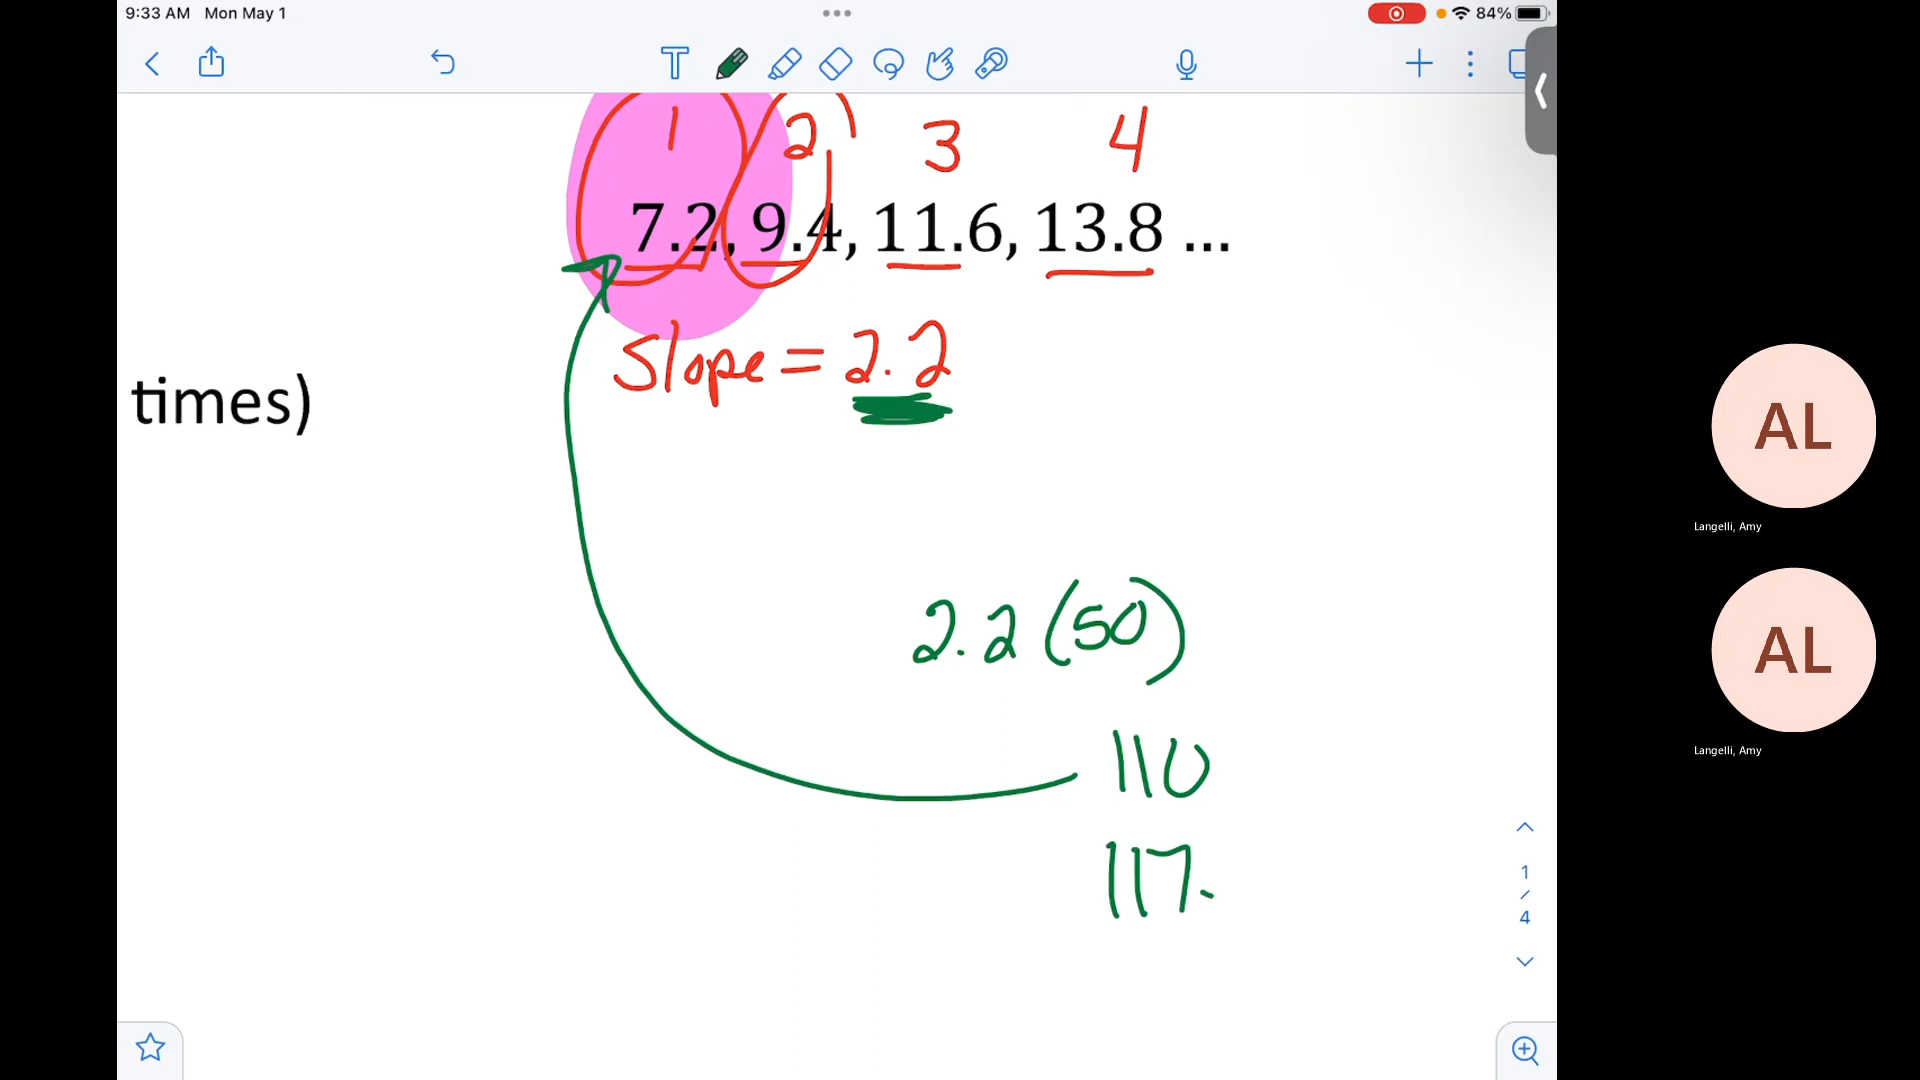 9:33 AM Mon May 1
84%
1 2 3 4
7.2, 9.4, 11.6, 13.8 ...
Slope = 2.2
times)
2.2 (50)
110
117.
1
/
4
AL
Langelli, Amy
AL
Langelli, Amy